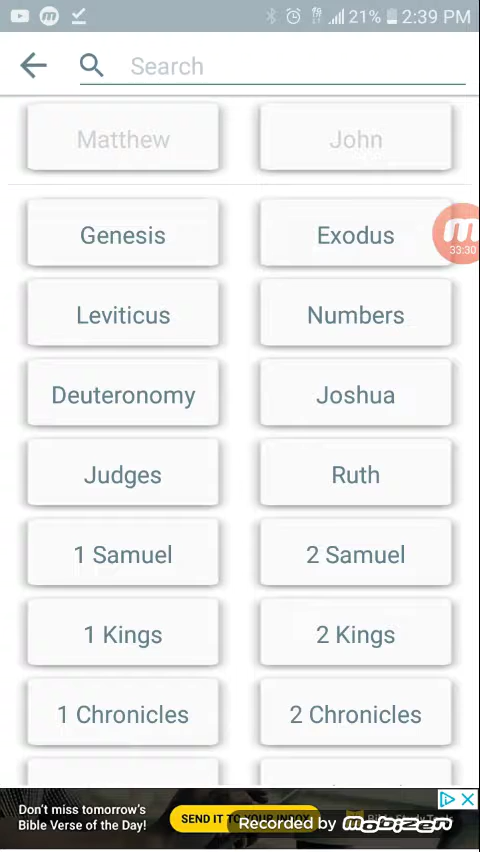 21% 2:39 PM
Search
Matthew John
Genesis Exodus
33:30
Leviticus Numbers
Deuteronomy Joshua
Judges Ruth
1 Samuel 2 Samuel
1 Kings 2 Kings
1 Chronicles 2 Chronicles
Don't miss tomorrow's
Bible Verse of the Day!
SEND IT TO YOUR INBOX
Recorded by mobizen